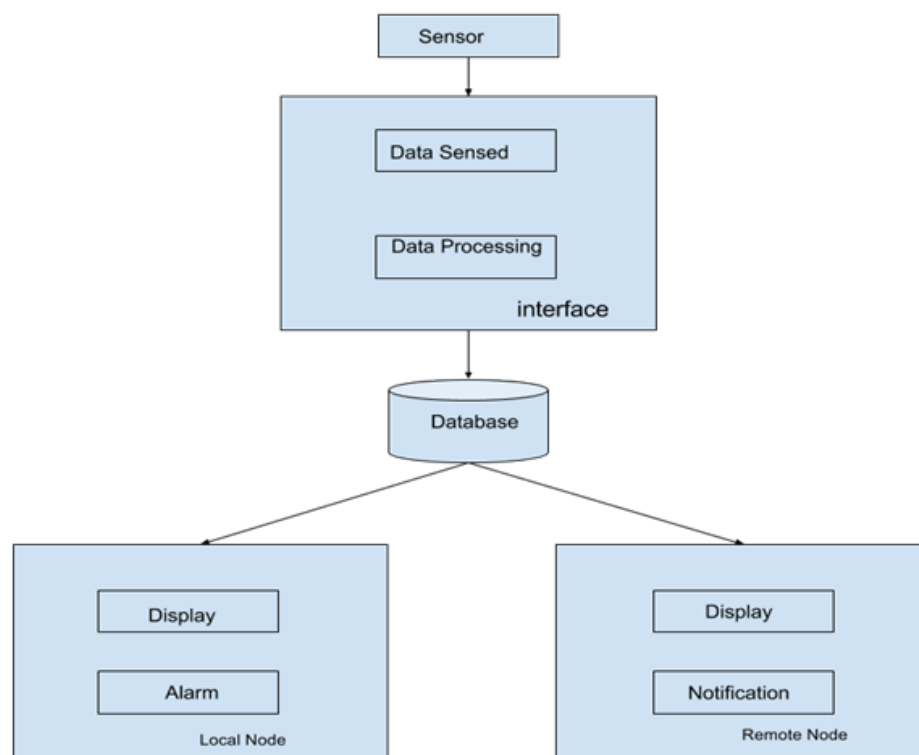 Sensor
Data Sensed
Data Processing
interface
Database
Display
Alarm
Local Node
Display
Notification
Remote Node